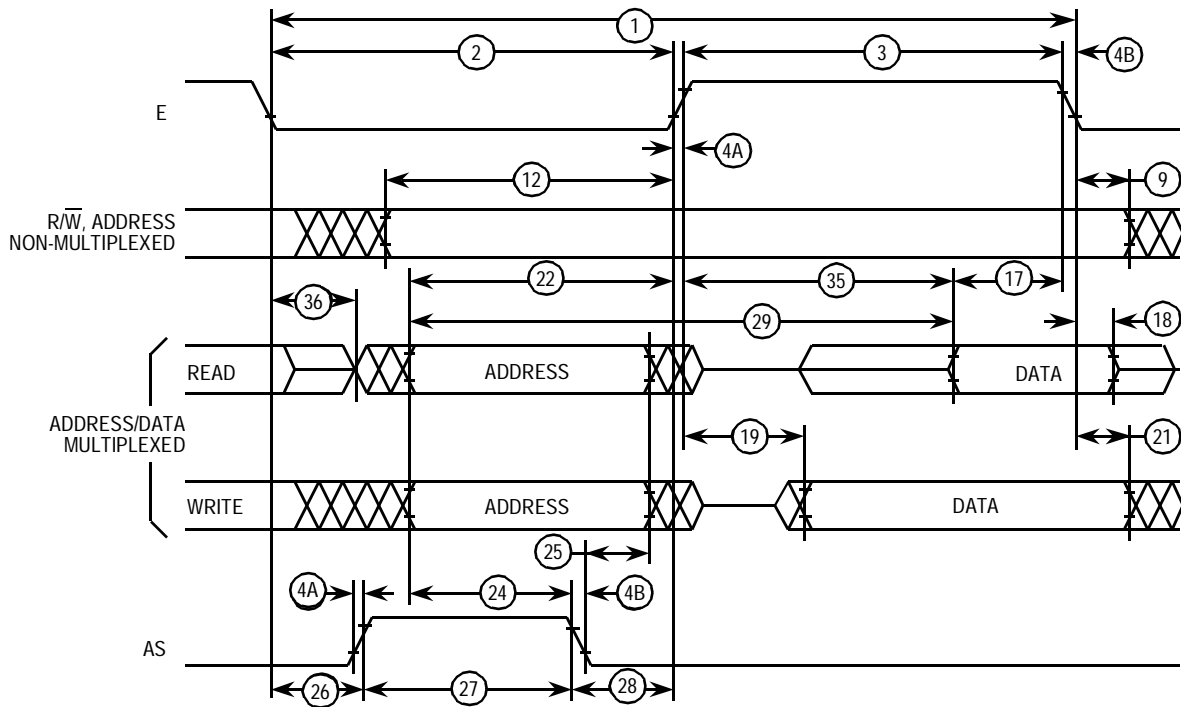 1
2
3
4B
E
4A
12
9
R/W̅, ADDRESS
NON-MULTIPLEXED
22
35
17
36
29
18
READ
ADDRESS
DATA
ADDRESS/DATA
MULTIPLEXED
19
21
WRITE
ADDRESS
DATA
25
4A
24
4B
AS
26
27
28